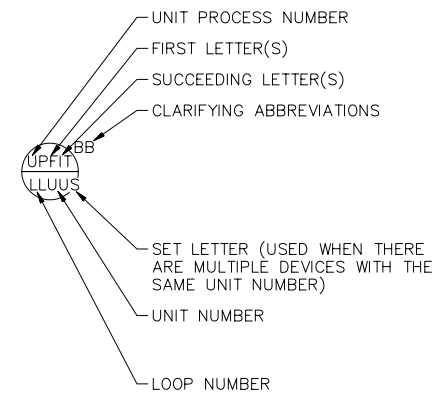 UNIT PROCESS NUMBER
FIRST LETTER(S)
SUCCEEDING LETTER(S)
CLARIFYING ABBREVIATIONS
BB
UPFIT
LLUUS
SET LETTER (USED WHEN THERE
ARE MULTIPLE DEVICES WITH THE
SAME UNIT NUMBER)
UNIT NUMBER
LOOP NUMBER